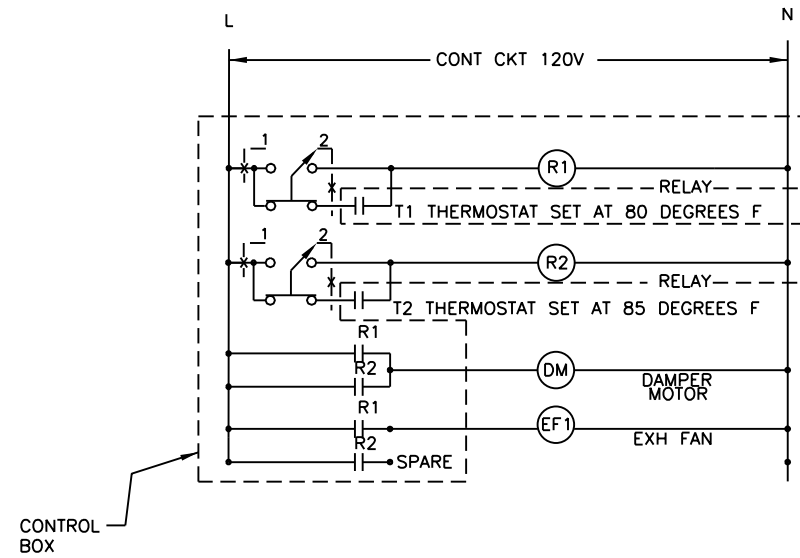 L
N
CONT CKT 120V
1
2
R1
RELAY
T1 THERMOSTAT SET AT 80 DEGREES F
1
2
R2
RELAY
T2 THERMOSTAT SET AT 85 DEGREES F
R1
R2
DM
DAMPER
MOTOR
R1
EF1
EXH FAN
R2
SPARE
CONTROL
BOX